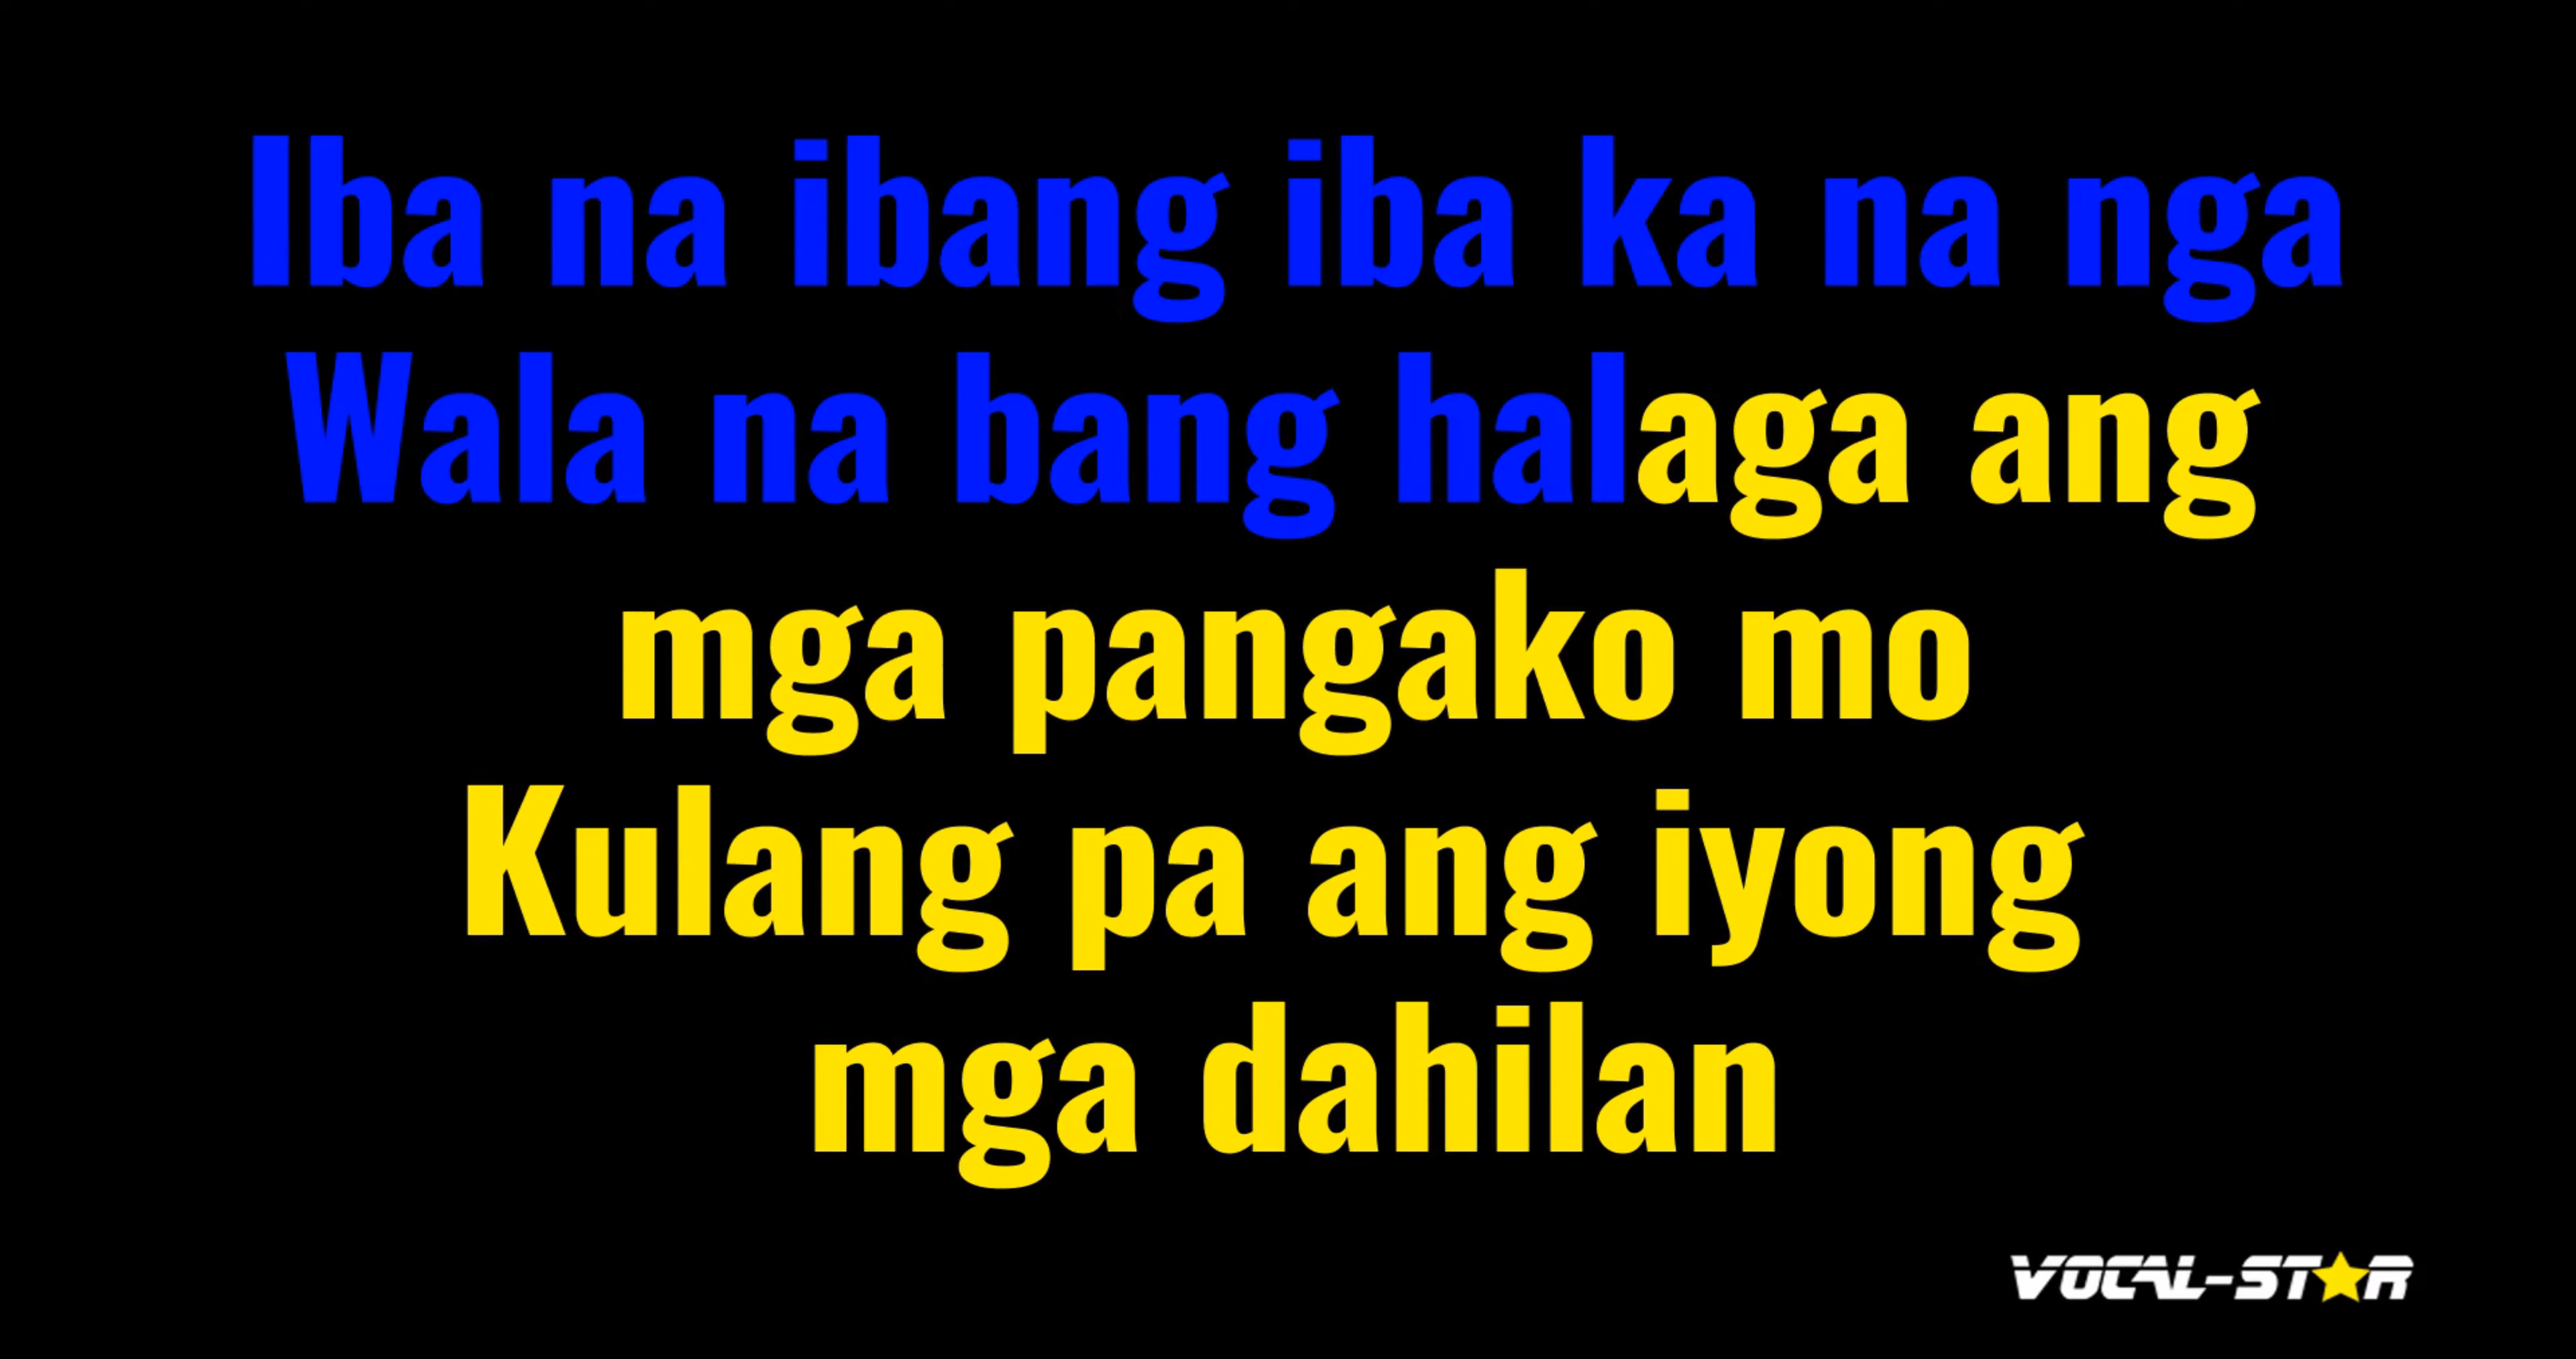 Iba na ibang iba ka na nga
Wala na bang halaga ang
mga pangako mo
Kulang pa ang iyong
mga dahilan
VOCAL-STAR